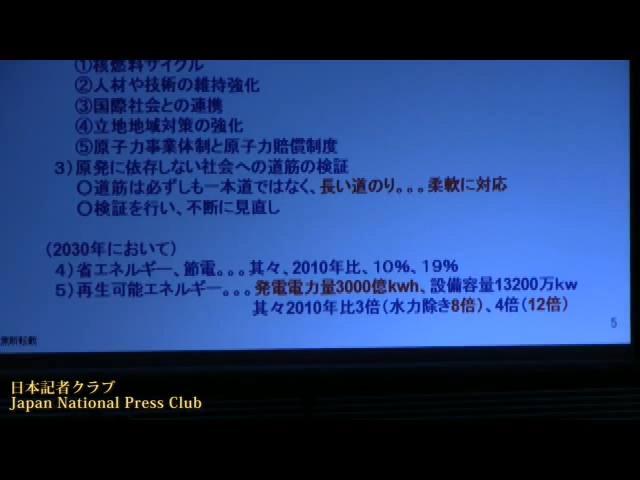 ①核燃料サイクル
②人材や技術の維持強化
③国際社会との連携
④立地地域対策の強化
⑤原子力事業体制と原子力賠償制度
3)原発に依存しない社会への道筋の検証
○道筋は必ずしも一本道ではなく、長い道のり。。。柔軟に対応
○検証を行い、不断に見直し
(2030年において)
4)省エネルギー、節電。。。其々、2010年比、10%、19%
5)再生可能エネルギー。。。発電電力量3000億kwh、設備容量13200万kw
其々2010年比3倍(水力除き8倍)、4倍(12倍)
5
無断転載
日本記者クラブ
Japan National Press Club